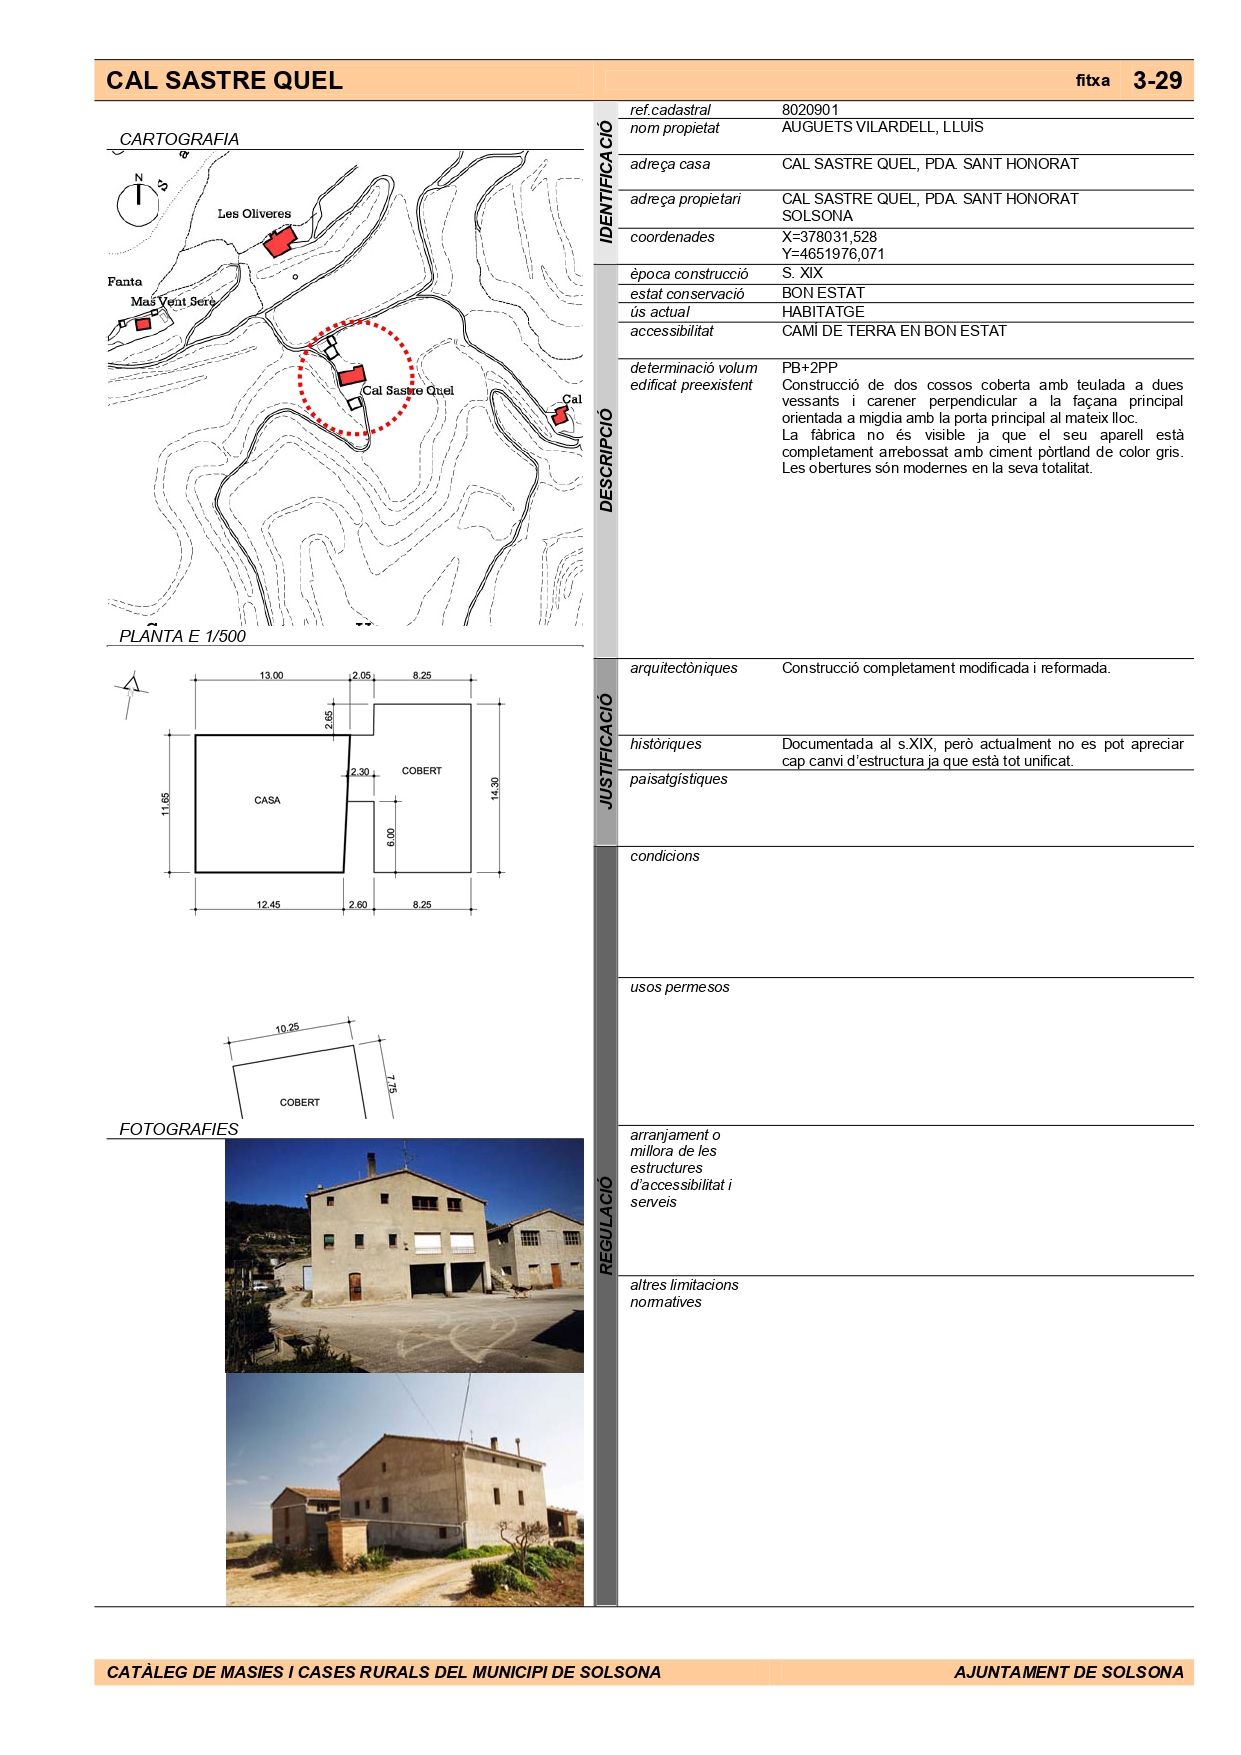 CAL SASTRE QUEL
fitxa 3-29
CARTOGRAFIA
N
S
Les Oliveres
Fanta
Mas Vent Serè
Cal Sastre Quel
Cal
PLANTA E 1/500
13.00
2.05
8.25
2.65
2.30
COBERT
CASA
11.65
14.30
6.00
12.45
2.60
8.25
10.25
7.75
COBERT
FOTOGRAFIES
IDENTIFICACIÓ
ref.cadastral 8020901
nom propietat AUGUETS VILARDELL, LLUÍS
adreça casa CAL SASTRE QUEL, PDA. SANT HONORAT
adreça propietari CAL SASTRE QUEL, PDA. SANT HONORAT
SOLSONA
coordenades X=378031,528
Y=4651976,071
DESCRIPCIÓ
època construcció S. XIX
estat conservació BON ESTAT
ús actual HABITATGE
accessibilitat CAMÍ DE TERRA EN BON ESTAT
determinació volum PB+2PP
edificat preexistent Construcció de dos cossos coberta amb teulada a dues
vessants i carener perpendicular a la façana principal
orientada a migdia amb la porta principal al mateix lloc.
La fàbrica no és visible ja que el seu aparell està
completament arrebossat amb ciment pòrtland de color gris.
Les obertures són modernes en la seva totalitat.
JUSTIFICACIÓ
arquitectòniques Construcció completament modificada i reformada.
històriques Documentada al s.XIX, però actualment no es pot apreciar
cap canvi d'estructura ja que està tot unificat.
paisatgístiques
REGULACIÓ
condicions
usos permesos
arranjament o
millora de les
estructures
d'accessibilitat i
serveis
altres limitacions
normatives
CATÀLEG DE MASIES I CASES RURALS DEL MUNICIPI DE SOLSONA
AJUNTAMENT DE SOLSONA